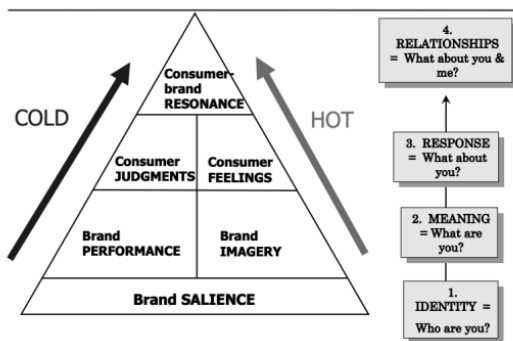 COLD
HOT
Consumer-
brand
RESONANCE
Consumer
JUDGMENTS
Consumer
FEELINGS
Brand
PERFORMANCE
Brand
IMAGERY
Brand SALIENCE
4.
RELATIONSHIPS
= What about you &
me?
3. RESPONSE
= What about
you?
2. MEANING
= What are
you?
1.
IDENTITY =
Who are you?